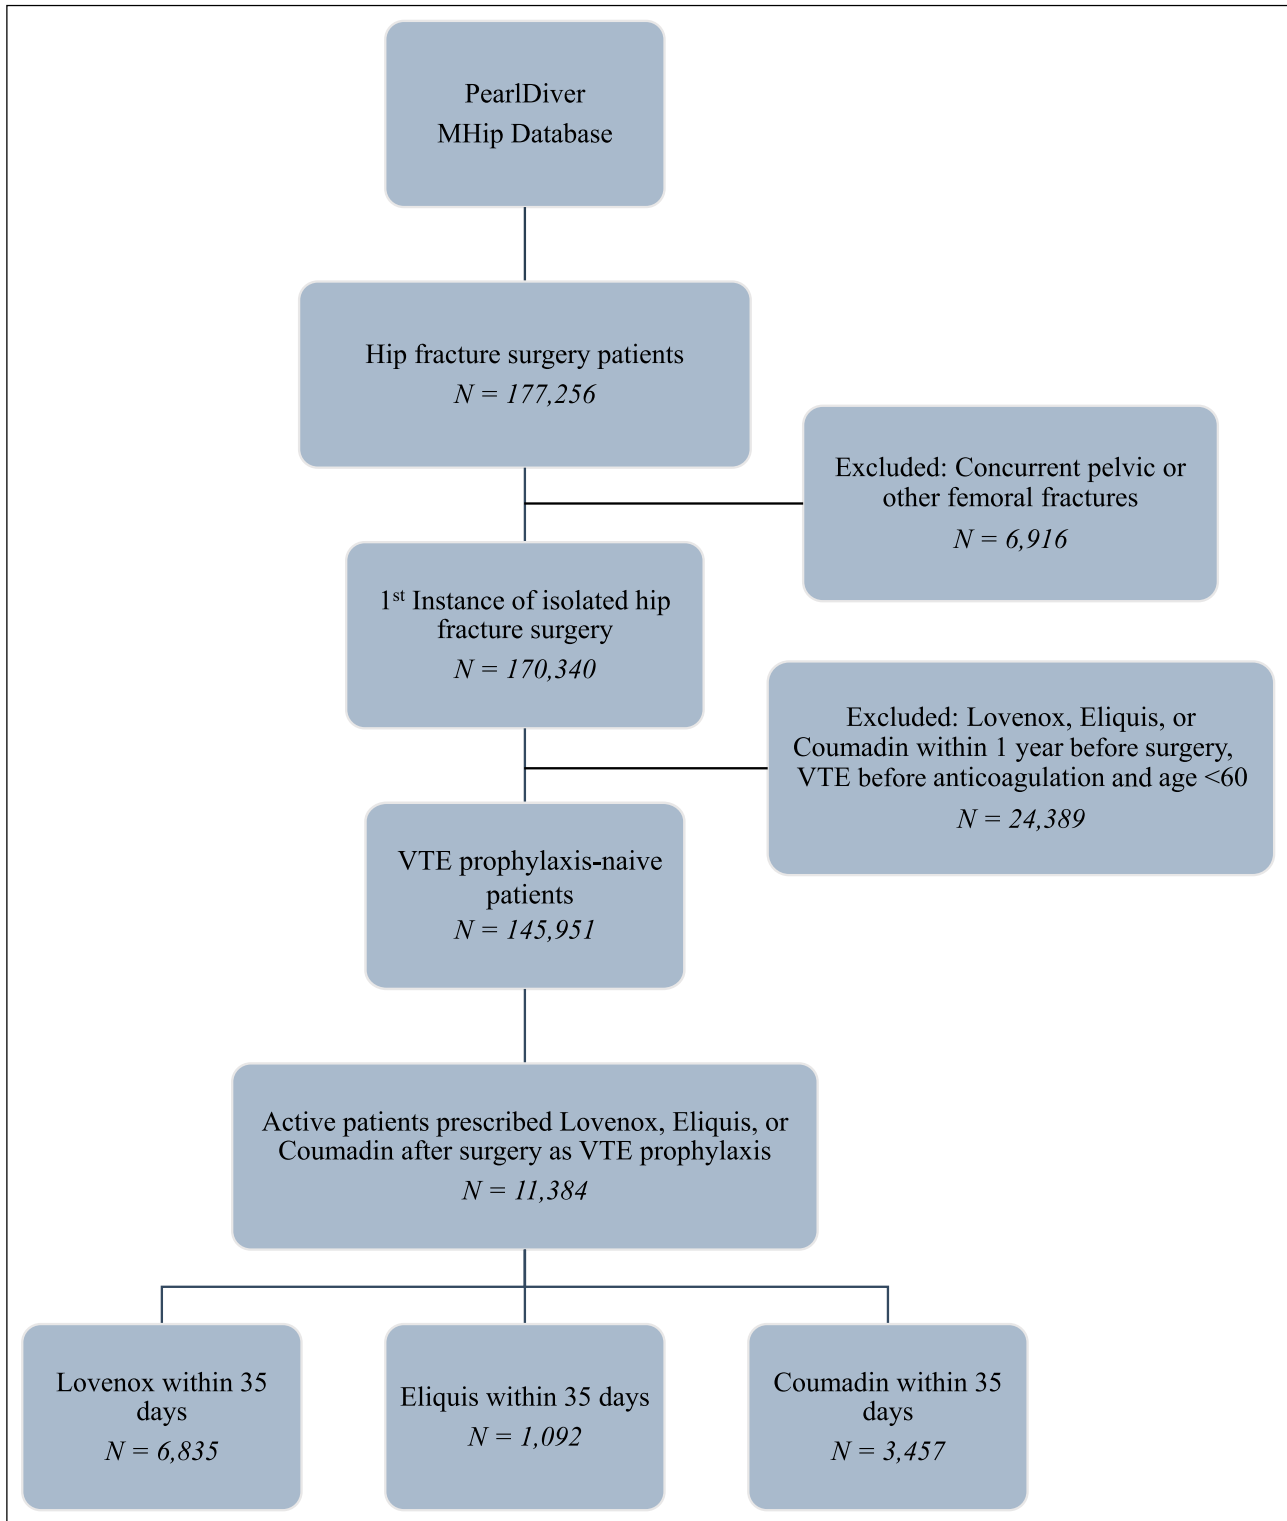 PearlDiver
MHip Database
Hip fracture surgery patients
N = 177,256
Excluded: Concurrent pelvic or
other femoral fractures
N = 6,916
1st Instance of isolated hip
fracture surgery
N = 170,340
Excluded: Lovenox, Eliquis, or
Coumadin within 1 year before surgery,
VTE before anticoagulation and age <60
N = 24,389
VTE prophylaxis-naive
patients
N = 145,951
Active patients prescribed Lovenox, Eliquis, or
Coumadin after surgery as VTE prophylaxis
N = 11,384
Lovenox within 35
days
N = 6,835
Eliquis within 35 days
N = 1,092
Coumadin within 35
days
N = 3,457